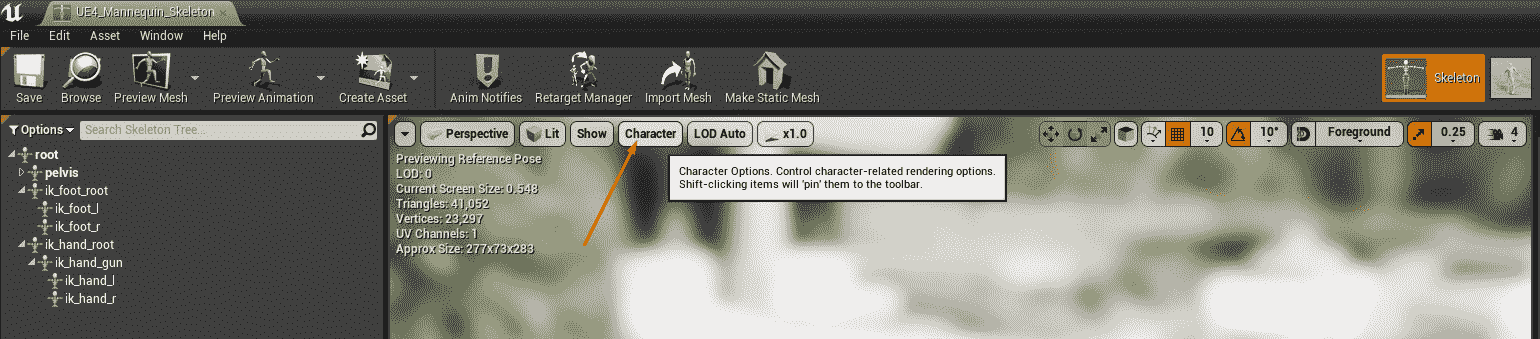 UE4_Mannequin_Skeleton
File Edit Asset Window Help
Save Browse Preview Mesh Preview Animation Create Asset Anim Notifies Retarget Manager Import Mesh Make Static Mesh Skeleton
Options Search Skeleton Tree...
Perspective Lit Show Character LOD Auto x1.0 10 10° Foreground 0.25 4
root
pelvis
ik_foot_root
ik_foot_l
ik_foot_r
ik_hand_root
ik_hand_gun
ik_hand_l
ik_hand_r
Previewing Reference Pose
LOD: 0
Current Screen Size: 0.548
Triangles: 41,052
Vertices: 23,297
UV Channels: 1
Approx Size: 277x73x283
Character Options. Control character-related rendering options.
Shift-clicking items will 'pin' them to the toolbar.